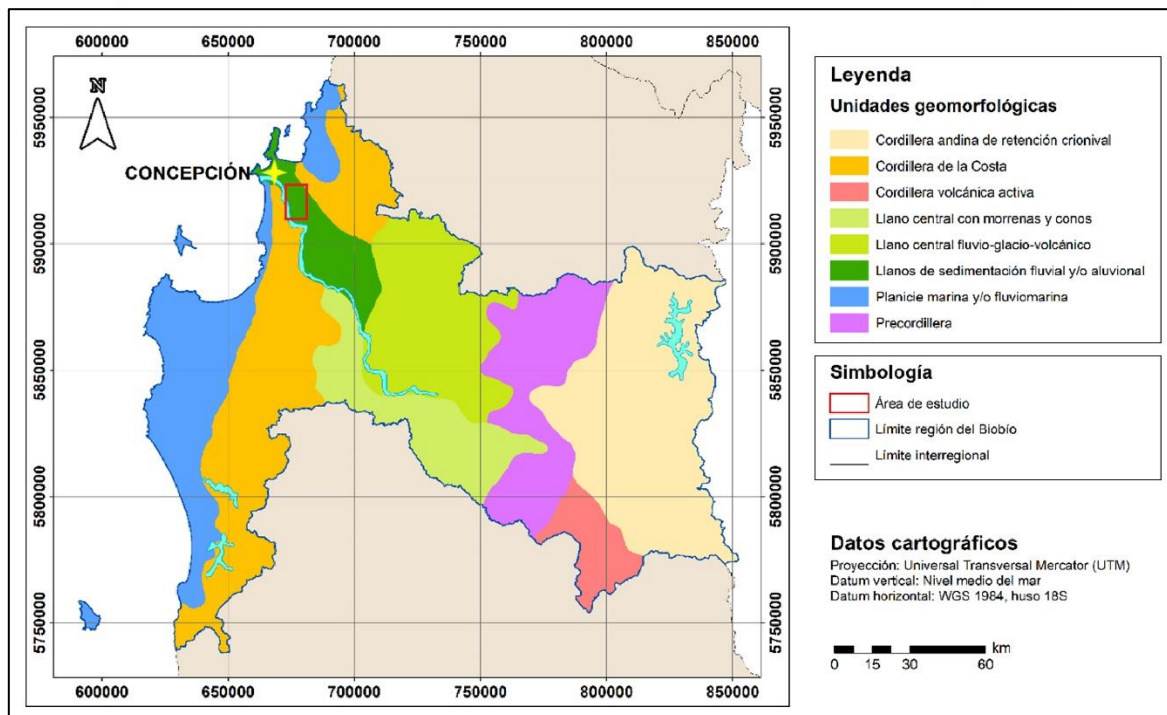 600000 650000 700000 750000 800000 850000
N
5950000 5950000
CONCEPCIÓN
5900000 5900000
5850000 5850000
5800000 5800000
5750000 5750000
600000 650000 700000 750000 800000 850000
Leyenda
Unidades geomorfológicas
Cordillera andina de retención crionival
Cordillera de la Costa
Cordillera volcánica activa
Llano central con morrenas y conos
Llano central fluvio-glacio-volcánico
Llanos de sedimentación fluvial y/o aluvional
Planicie marina y/o fluviomarina
Precordillera
Simbología
Área de estudio
Límite región del Biobío
Límite interregional
Datos cartográficos
Proyección: Universal Transversal Mercator (UTM)
Datum vertical: Nivel medio del mar
Datum horizontal: WGS 1984, huso 18S
km
0 15 30 60